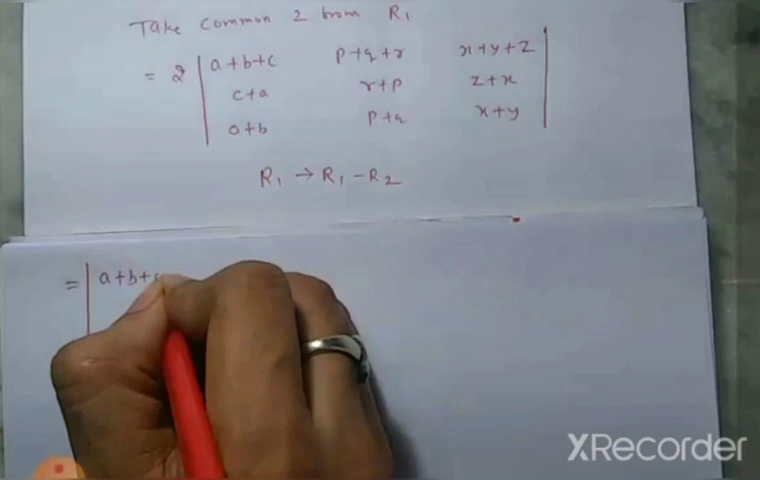 Take Common 2 from R1
= 2 | a+b+c p+q+r x+y+z |
c+a r+p z+x
a+b p+q x+y
R1 → R1 - R2
= | a+b+
XRecorder